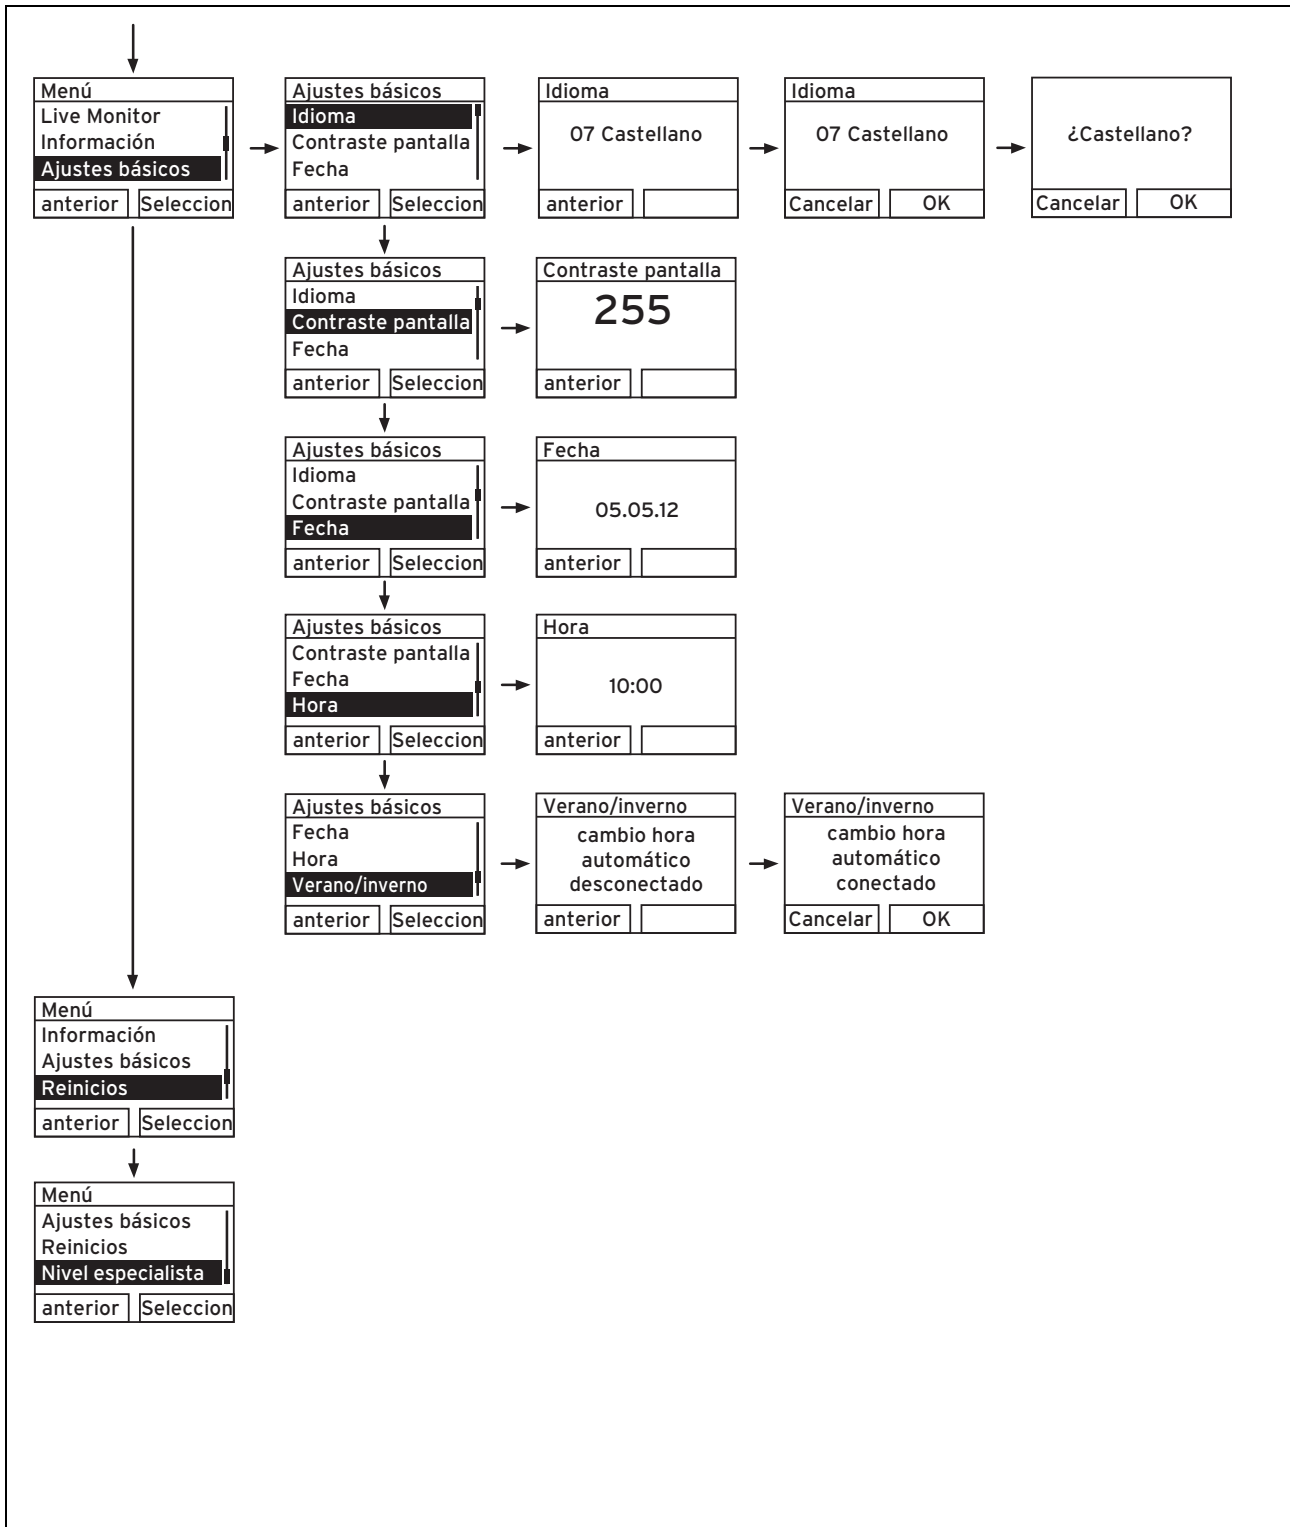 Menú
Live Monitor
Información
Ajustes básicos
anterior Seleccion
Ajustes básicos
Idioma
Contraste pantalla
Fecha
anterior Seleccion
Idioma
07 Castellano
anterior
Idioma
07 Castellano
Cancelar OK
¿Castellano?
Cancelar OK
Ajustes básicos
Idioma
Contraste pantalla
Fecha
anterior Seleccion
Contraste pantalla
255
anterior
Ajustes básicos
Idioma
Contraste pantalla
Fecha
anterior Seleccion
Fecha
05.05.12
anterior
Ajustes básicos
Contraste pantalla
Fecha
Hora
anterior Seleccion
Hora
10:00
anterior
Ajustes básicos
Fecha
Hora
Verano/inverno
anterior Seleccion
Verano/inverno
cambio hora
automático
desconectado
anterior
Verano/inverno
cambio hora
automático
conectado
Cancelar OK
Menú
Información
Ajustes básicos
Reinicios
anterior Seleccion
Menú
Ajustes básicos
Reinicios
Nivel especialista
anterior Seleccion